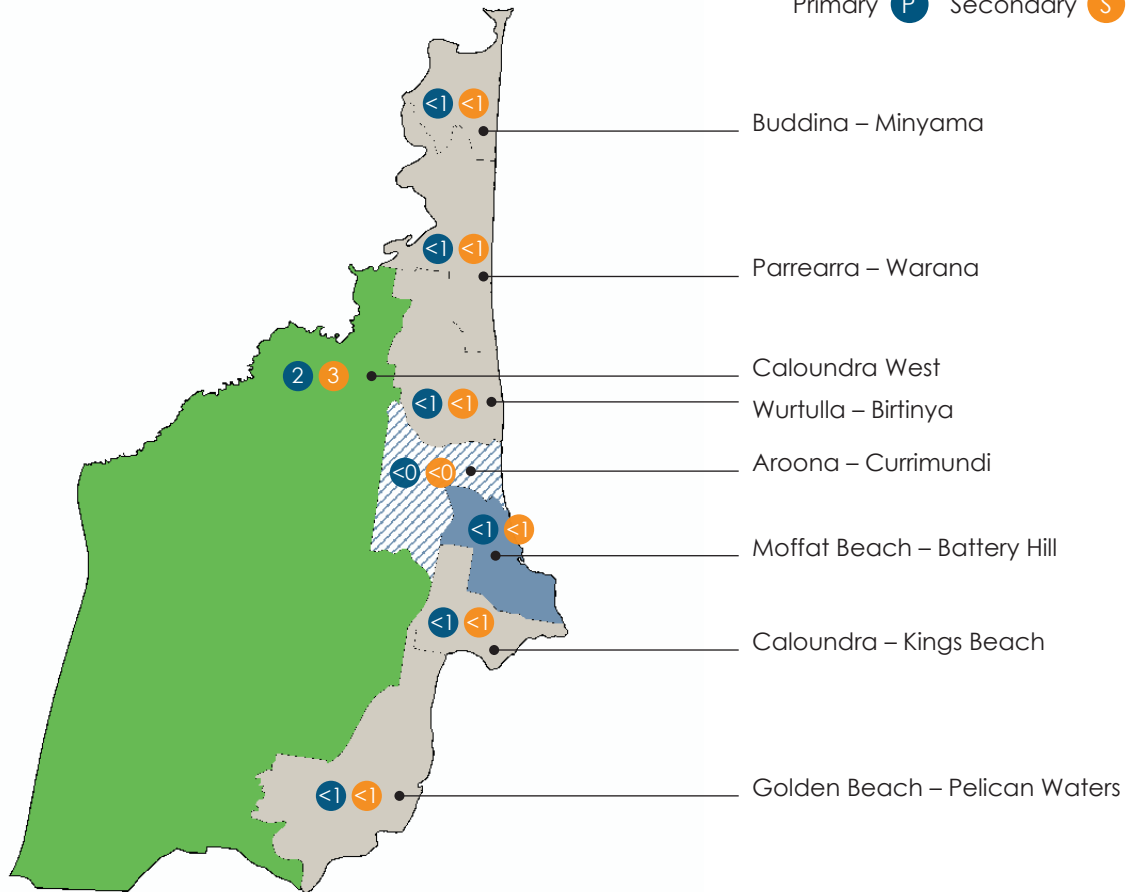 Primary P Secondary S
<1 <1
Buddina – Minyama
<1 <1
Parrearra – Warana
2 3
Caloundra West
<1 <1
Wurtulla – Birtinya
<0 <0
Aroona – Currimundi
<1 <1
Moffat Beach – Battery Hill
<1 <1
Caloundra – Kings Beach
<1 <1
Golden Beach – Pelican Waters